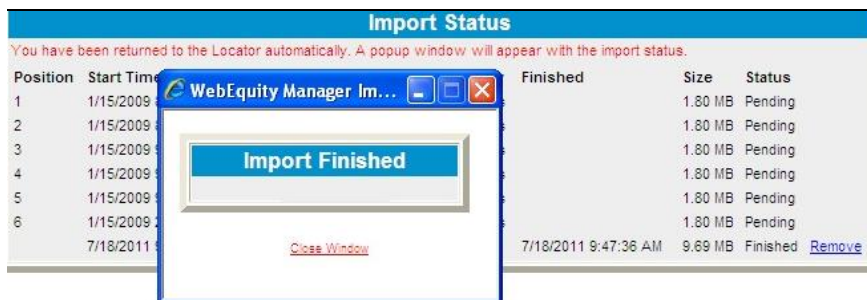 Import Status
You have been returned to the Locator automatically. A popup window will appear with the import status.
Position Start Time Finished Size Status
1 1/15/2009 1.80 MB Pending
2 1/15/2009 1.80 MB Pending
3 1/15/2009 1.80 MB Pending
4 1/15/2009 1.80 MB Pending
5 1/15/2009 1.80 MB Pending
6 1/15/2009 1.80 MB Pending
7/18/2011 7/18/2011 9:47:36 AM 9.69 MB Finished Remove
WebEquity Manager Im...
Import Finished
Close Window